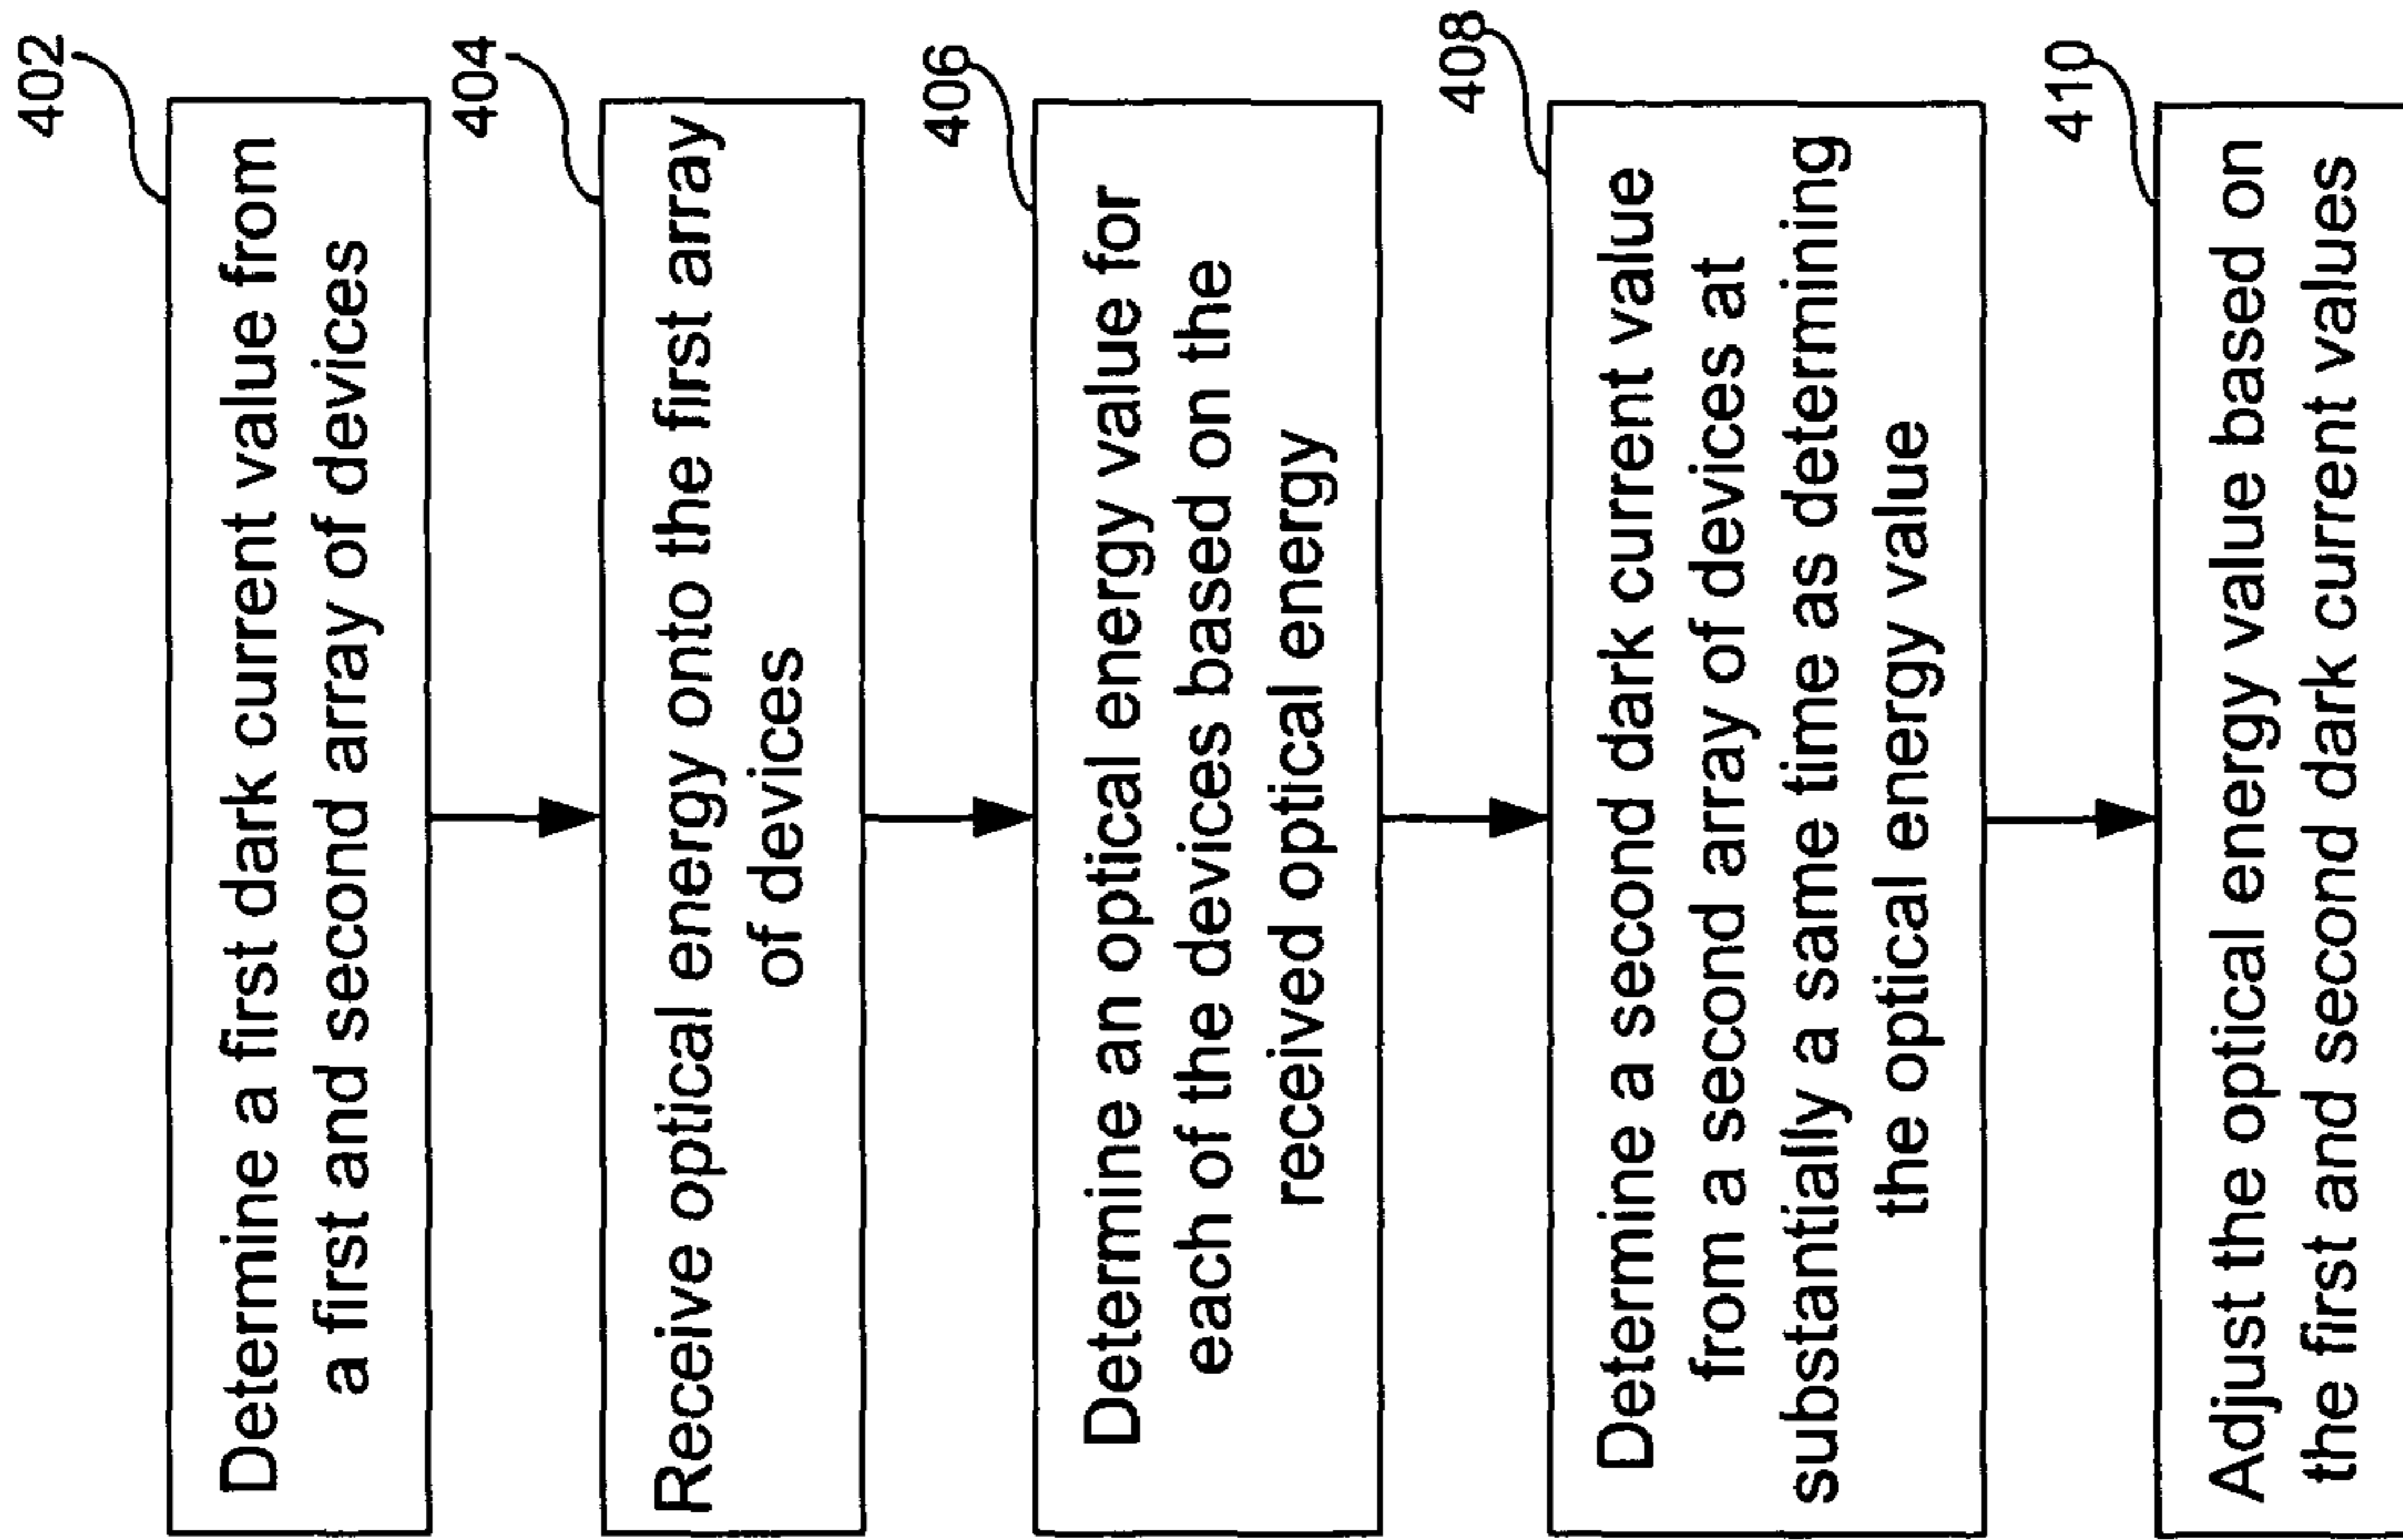 402
Determine a first dark current value from
a first and second array of devices
404
Receive optical energy onto the first array
of devices
406
Determine an optical energy value for
each of the devices based on the
received optical energy
408
Determine a second dark current value
from a second array of devices at
substantially a same time as determining
the optical energy value
410
Adjust the optical energy value based on
the first and second dark current values